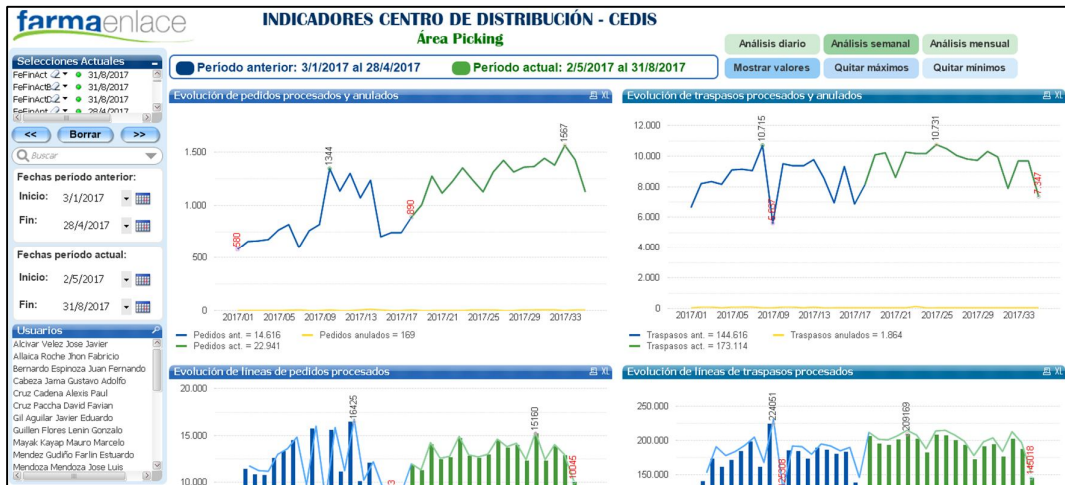 farmaenlace
INDICADORES CENTRO DE DISTRIBUCIÓN - CEDIS
Área Picking
Análisis diario
Análisis semanal
Análisis mensual
Mostrar valores
Quitar máximos
Quitar mínimos
Periodo anterior: 3/1/2017 al 28/4/2017
Periodo actual: 2/5/2017 al 31/8/2017
Selecciones Actuales
FeFinAct 31/8/2017
31/8/2017
31/8/2017
28/4/2017
<< Borrar >>
Buscar
Fechas periodo anterior:
Inicio: 3/1/2017
Fin: 28/4/2017
Fechas periodo actual:
Inicio: 2/5/2017
Fin: 31/8/2017
Usuarios
Alcivar Velez Jose Javier
Allaica Roche Jhon Fabricio
Bernardo Espinoza Juan Fernando
Cabeza Jama Gustavo Adolfo
Cruz Cadena Alexis Paul
Cruz Paccha David Favian
Gil Aguilar Javier Eduardo
Guillen Flores Lenin Gonzalo
Mayak Kayap Mauro Marcelo
Mendez Gudiño Farlin Estuardo
Mendoza Mendoza Jose Luis
Evolución de pedidos procesados y anulados XL
1.500
1.000
500
0
580
1344
890
1567
2017/01 2017/05 2017/09 2017/13 2017/17 2017/21 2017/25 2017/29 2017/33
Pedidos ant. = 14.616 Pedidos anulados = 169
Pedidos act. = 22.941
Evolución de traspasos procesados y anulados XL
12.000
10.000
8.000
6.000
4.000
2.000
0
10.715
10.731
7.347
2017/01 2017/05 2017/09 2017/13 2017/17 2017/21 2017/25 2017/29 2017/33
Traspasos ant. = 144.616 Traspasos anulados = 1.864
Traspasos act. = 173.114
Evolución de líneas de pedidos procesados XL
20.000
15.000
10.000
16425
15160
10045
Evolución de líneas de traspasos procesados XL
250.000
200.000
150.000
224051
209169
145018